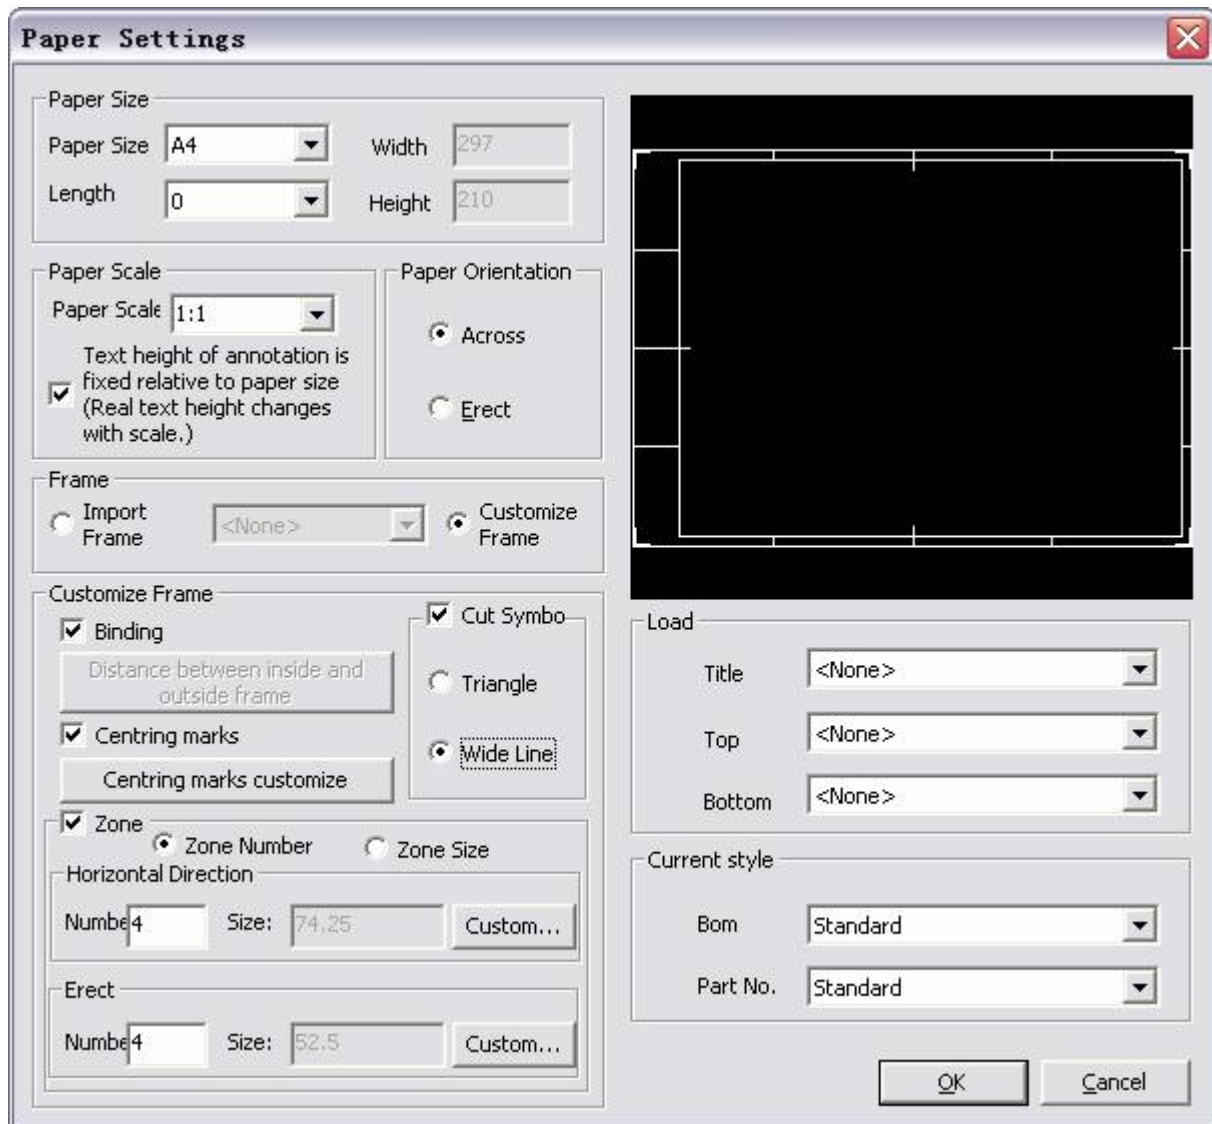 Paper Settings
Paper Size
Paper Size A4 Width 297
Length 0 Height 210
Paper Scale
Paper Scale 1:1
Text height of annotation is
fixed relative to paper size
(Real text height changes
with scale.)
Paper Orientation
Across
Erect
Frame
Import
Frame
<None>
Customize
Frame
Customize Frame
Binding
Distance between inside and
outside frame
Centring marks
Centring marks customize
Cut Symbo
Triangle
Wide Line
Zone
Zone Number Zone Size
Horizontal Direction
Numbe 4 Size: 74.25 Custom...
Erect
Numbe 4 Size: 52.5 Custom...
Load
Title <None>
Top <None>
Bottom <None>
Current style
Bom Standard
Part No. Standard
OK Cancel